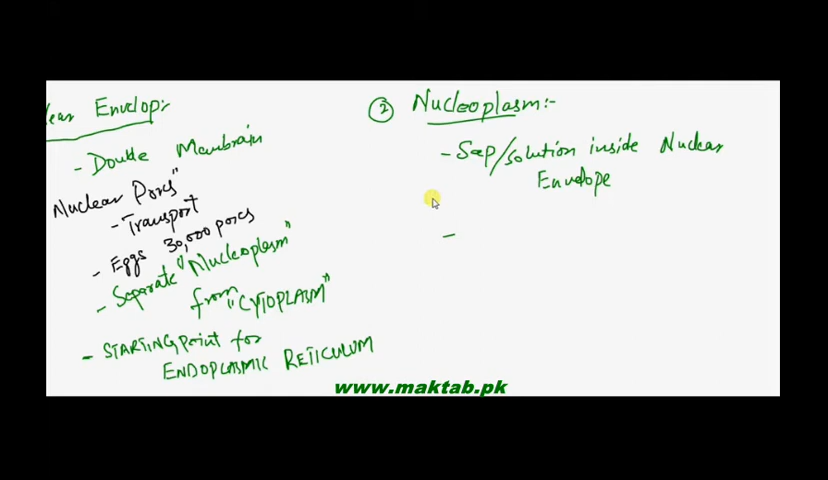 lear Envelop:
- Double Membrain
Nuclear Pores"
- Transport
- Eggs 30,000 pores
- Separate "Nucleoplasm"
from "CYTOPLASM"
- STARTING point for
ENDOPLASMIC RETICULUM
② Nucleoplasm:-
- Sap/solution inside Nuclear
Envelope
-
www.maktab.pk